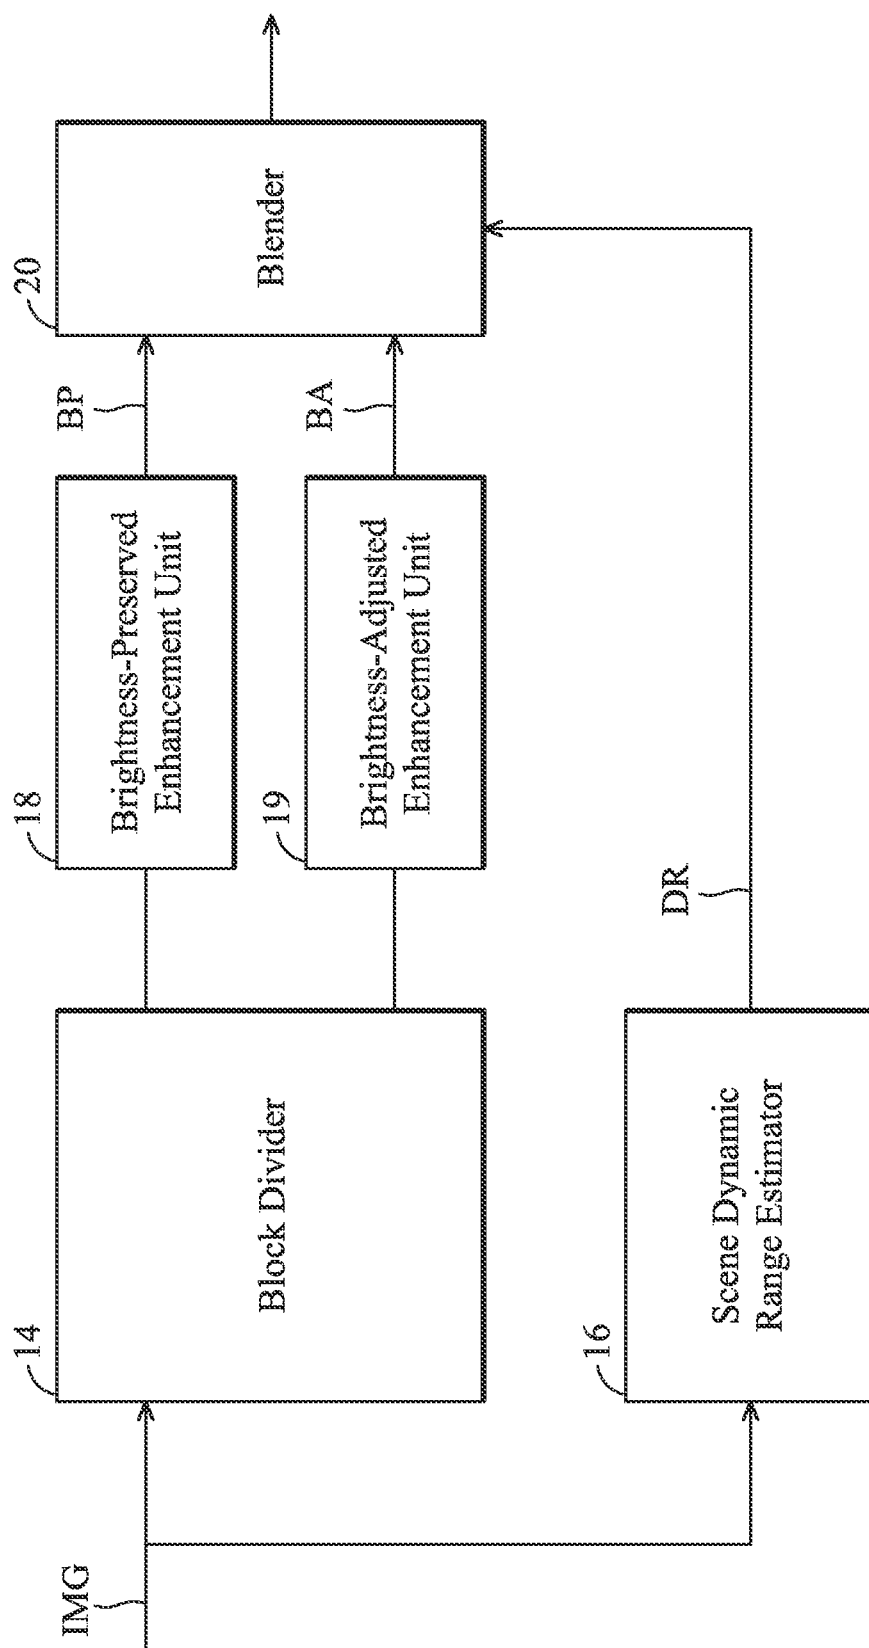 IMG
14
Block Divider
16
Scene Dynamic
Range Estimator
18
Brightness-Preserved
Enhancement Unit
19
Brightness-Adjusted
Enhancement Unit
DR
BP
BA
20
Blender